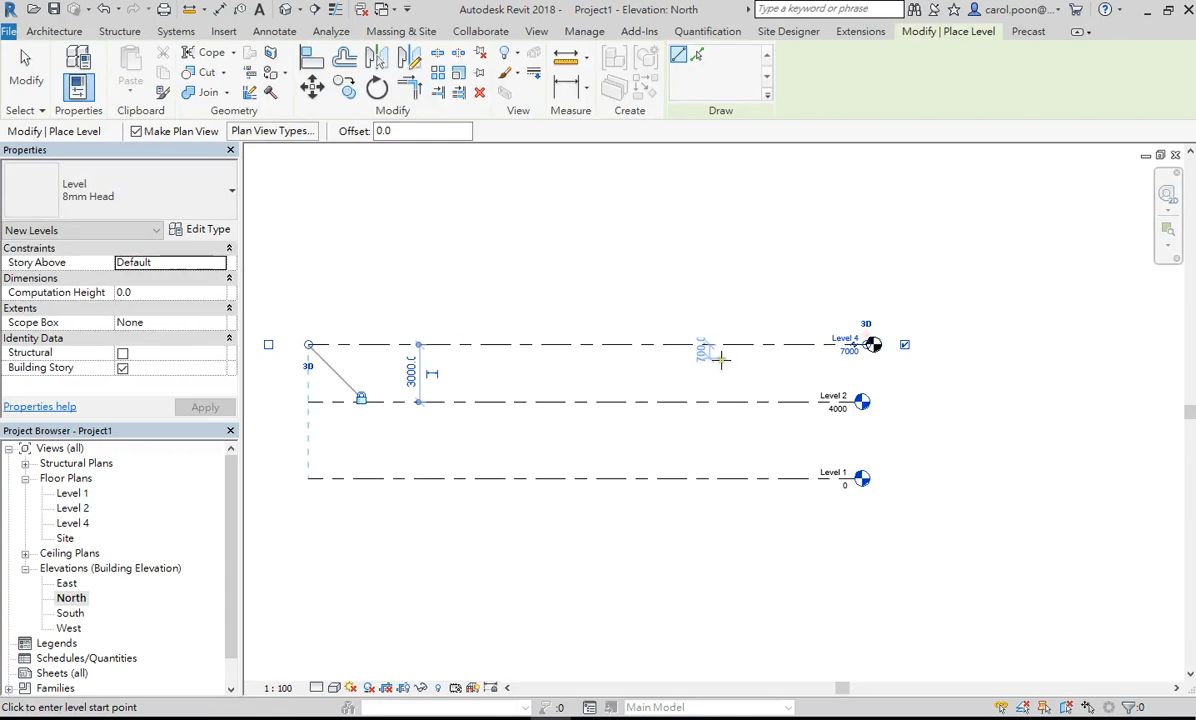 Autodesk Revit 2018 - Project1 - Elevation: North
Type a keyword or phrase
carol.poon@...
File Architecture Structure Systems Insert Annotate Analyze Massing & Site Collaborate View Manage Add-Ins Quantification Site Designer Extensions Modify | Place Level Precast
Modify
Paste
Cope
Cut
Join
Select Properties Clipboard Geometry Modify View Measure Create Draw
Modify | Place Level Make Plan View Plan View Types... Offset: 0.0
Properties
Level
8mm Head
New Levels Edit Type
Constraints
Story Above Default
Dimensions
Computation Height 0.0
Extents
Scope Box None
Identity Data
Structural
Building Story
Properties help Apply
Project Browser - Project1
Views (all)
Structural Plans
Floor Plans
Level 1
Level 2
Level 4
Site
Ceiling Plans
Elevations (Building Elevation)
East
North
South
West
Legends
Schedules/Quantities
Sheets (all)
Families
2D
3D
Level 4
7000
700.0
3D
3000.0
Level 2
4000
Level 1
0
1 : 100
Click to enter level start point
:0
Main Model
:0